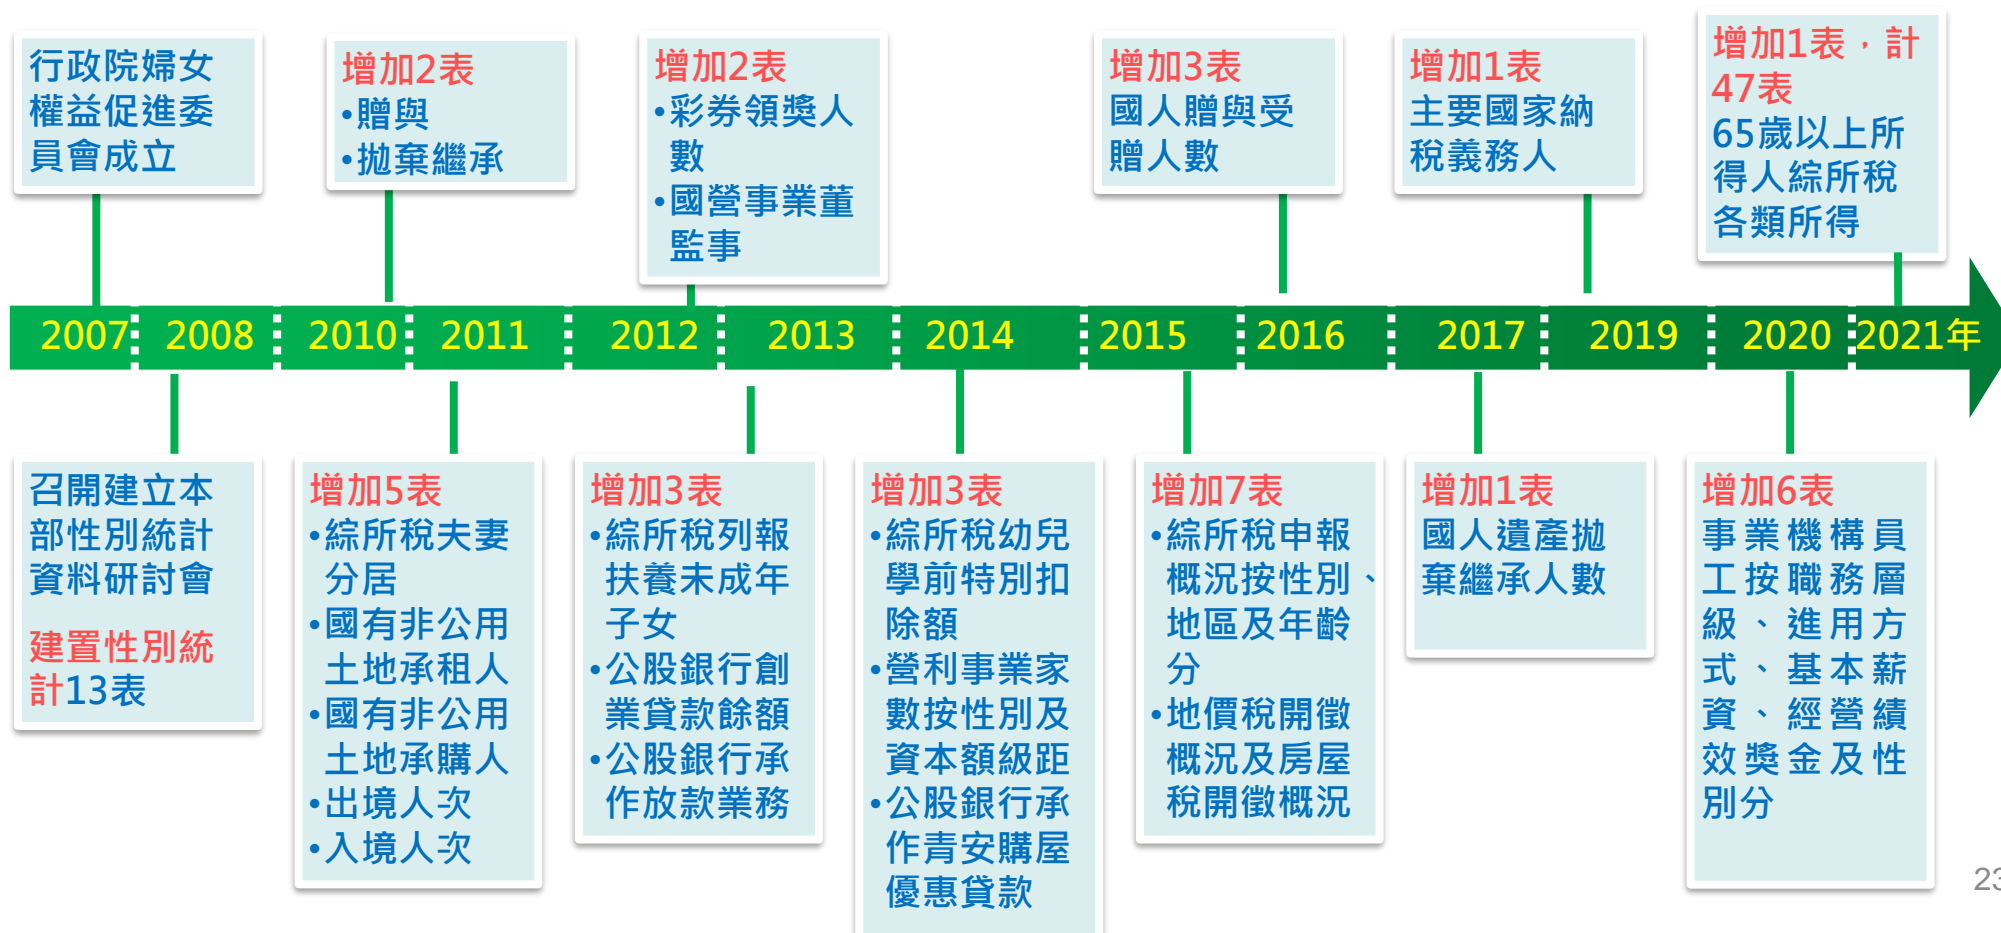 行政院婦女
權益促進委
員會成立
增加2表
•贈與
•拋棄繼承
增加2表
•彩券領獎人
數
•國營事業董
監事
增加3表
國人贈與受
贈人數
增加1表
主要國家納
稅義務人
增加1表，計
47表
65歲以上所
得人綜所稅
各類所得
2007 2008 2010 2011 2012 2013 2014 2015 2016 2017 2019 2020 2021年
召開建立本
部性別統計
資料研討會
建置性別統
計13表
增加5表
•綜所稅夫妻
分居
•國有非公用
土地承租人
•國有非公用
土地承購人
•出境人次
•入境人次
增加3表
•綜所稅列報
扶養未成年
子女
•公股銀行創
業貸款餘額
•公股銀行承
作放款業務
增加3表
•綜所稅幼兒
學前特別扣
除額
•營利事業家
數按性別及
資本額級距
•公股銀行承
作青安購屋
優惠貸款
增加7表
•綜所稅申報
概況按性別、
地區及年齡
分
•地價稅開徵
概況及房屋
稅開徵概況
增加1表
國人遺產拋
棄繼承人數
增加6表
事業機構員
工按職務層
級、進用方
式、基本薪
資、經營績
效獎金及性
別分
23